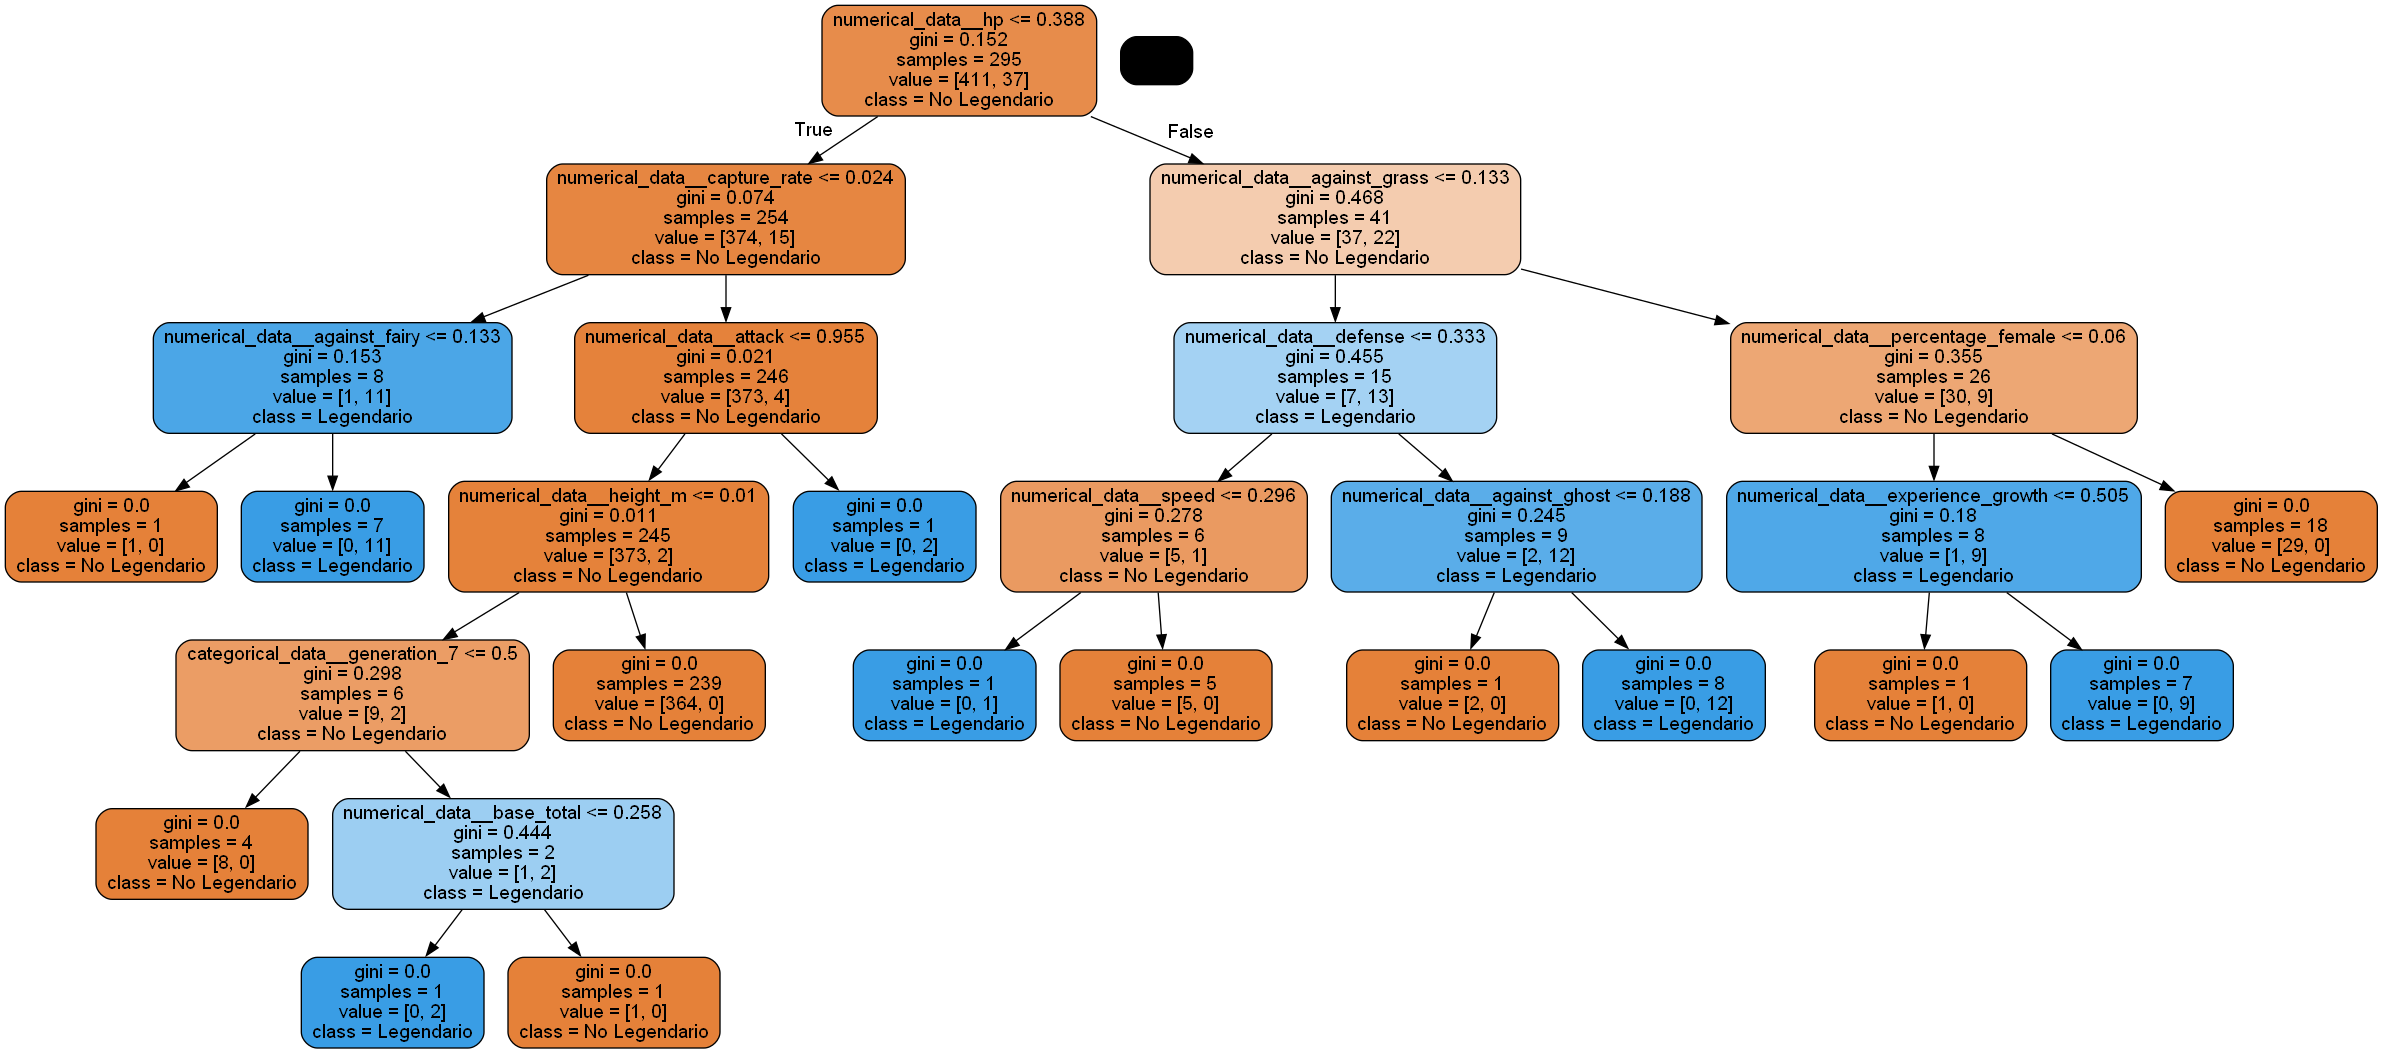 numerical_data__hp <= 0.388
gini = 0.152
samples = 295
value = [411, 37]
class = No Legendario
True
False
numerical_data__capture_rate <= 0.024
gini = 0.074
samples = 254
value = [374, 15]
class = No Legendario
numerical_data__against_grass <= 0.133
gini = 0.468
samples = 41
value = [37, 22]
class = No Legendario
numerical_data__against_fairy <= 0.133
gini = 0.153
samples = 8
value = [1, 11]
class = Legendario
numerical_data__attack <= 0.955
gini = 0.021
samples = 246
value = [373, 4]
class = No Legendario
numerical_data__defense <= 0.333
gini = 0.455
samples = 15
value = [7, 13]
class = Legendario
numerical_data__percentage_female <= 0.06
gini = 0.355
samples = 26
value = [30, 9]
class = No Legendario
gini = 0.0
samples = 1
value = [1, 0]
class = No Legendario
gini = 0.0
samples = 7
value = [0, 11]
class = Legendario
numerical_data__height_m <= 0.01
gini = 0.011
samples = 245
value = [373, 2]
class = No Legendario
gini = 0.0
samples = 1
value = [0, 2]
class = Legendario
numerical_data__speed <= 0.296
gini = 0.278
samples = 6
value = [5, 1]
class = No Legendario
numerical_data__against_ghost <= 0.188
gini = 0.245
samples = 9
value = [2, 12]
class = Legendario
numerical_data__experience_growth <= 0.505
gini = 0.18
samples = 8
value = [1, 9]
class = Legendario
gini = 0.0
samples = 18
value = [29, 0]
class = No Legendario
categorical_data__generation_7 <= 0.5
gini = 0.298
samples = 6
value = [9, 2]
class = No Legendario
gini = 0.0
samples = 239
value = [364, 0]
class = No Legendario
gini = 0.0
samples = 1
value = [0, 1]
class = Legendario
gini = 0.0
samples = 5
value = [5, 0]
class = No Legendario
gini = 0.0
samples = 1
value = [2, 0]
class = No Legendario
gini = 0.0
samples = 8
value = [0, 12]
class = Legendario
gini = 0.0
samples = 1
value = [1, 0]
class = No Legendario
gini = 0.0
samples = 7
value = [0, 9]
class = Legendario
gini = 0.0
samples = 4
value = [8, 0]
class = No Legendario
numerical_data__base_total <= 0.258
gini = 0.444
samples = 2
value = [1, 2]
class = Legendario
gini = 0.0
samples = 1
value = [0, 2]
class = Legendario
gini = 0.0
samples = 1
value = [1, 0]
class = No Legendario